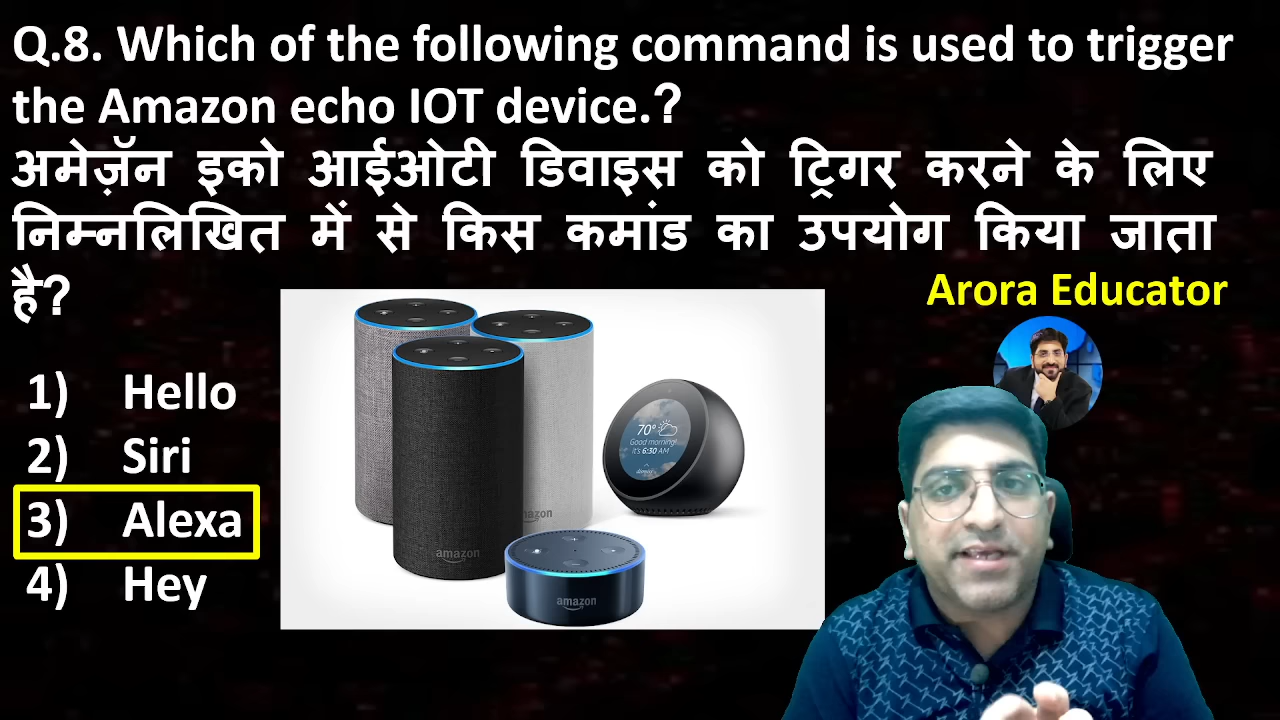 Q.8. Which of the following command is used to trigger
the Amazon echo IOT device.?
अमेज़ॅन इको आईओटी डिवाइस को ट्रिगर करने के लिए
निम्नलिखित में से किस कमांड का उपयोग किया जाता
है?
Arora Educator
1) Hello
2) Siri
3) Alexa
4) Hey
70°
Good morning!
it's 6:30 AM
amazon
amazon
amazon